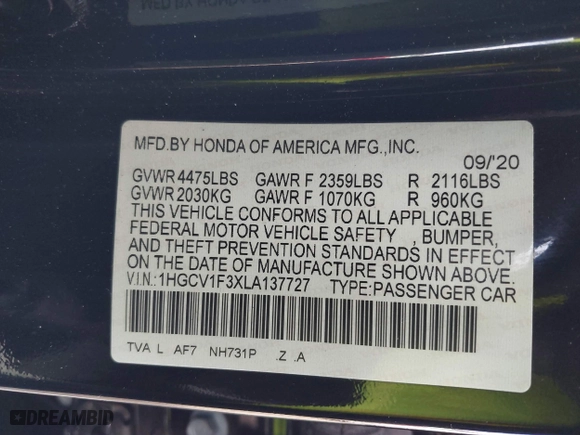 MFD.BY HONDA OF AMERICA MFG.,INC.
09/'20
GVWR 4475LBS GAWR F 2359LBS R 2116LBS
GVWR 2030KG GAWR F 1070KG R 960KG
THIS VEHICLE CONFORMS TO ALL APPLICABLE
FEDERAL MOTOR VEHICLE SAFETY , BUMPER,
AND THEFT PREVENTION STANDARDS IN EFFECT
ON THE DATE OF MANUFACTURE SHOWN ABOVE.
V.I.N.:1HGCV1F3XLA137727 TYPE:PASSENGER CAR
TVA L AF7 NH731P .Z .A
DREAMBID